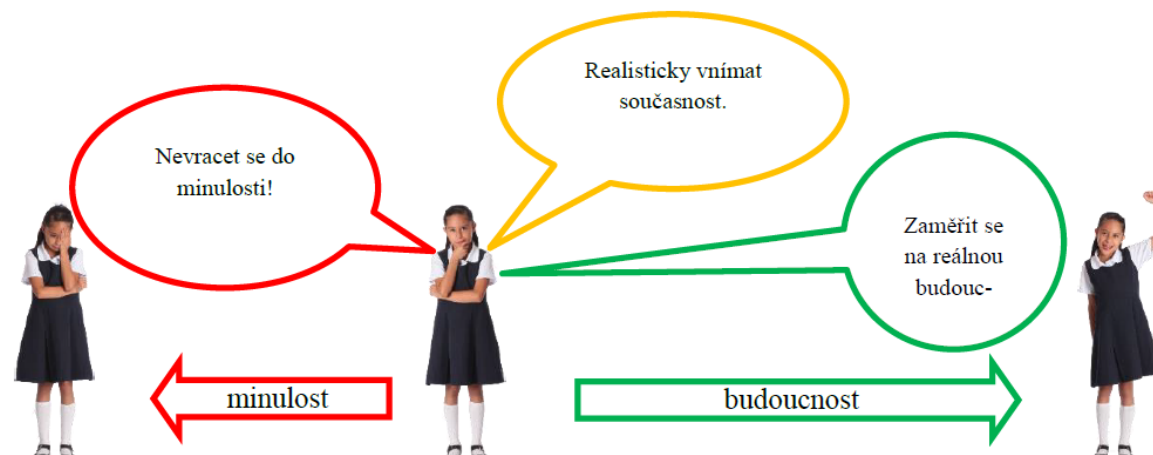 Realisticky vnímat
současnost.
Nevracet se do
minulosti!
Zaměřit se
na reálnou
budouc-
minulost
budoucnost